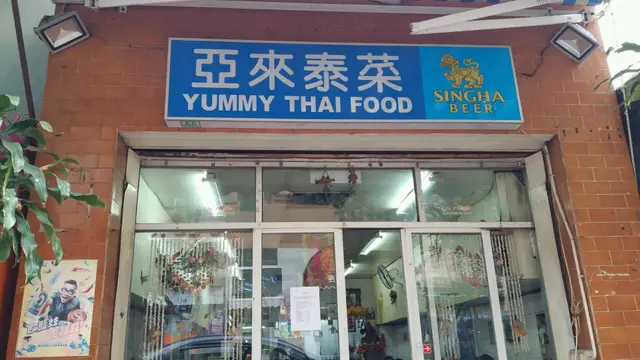 亞來泰菜
YUMMY THAI FOOD
SINGHA
BEER